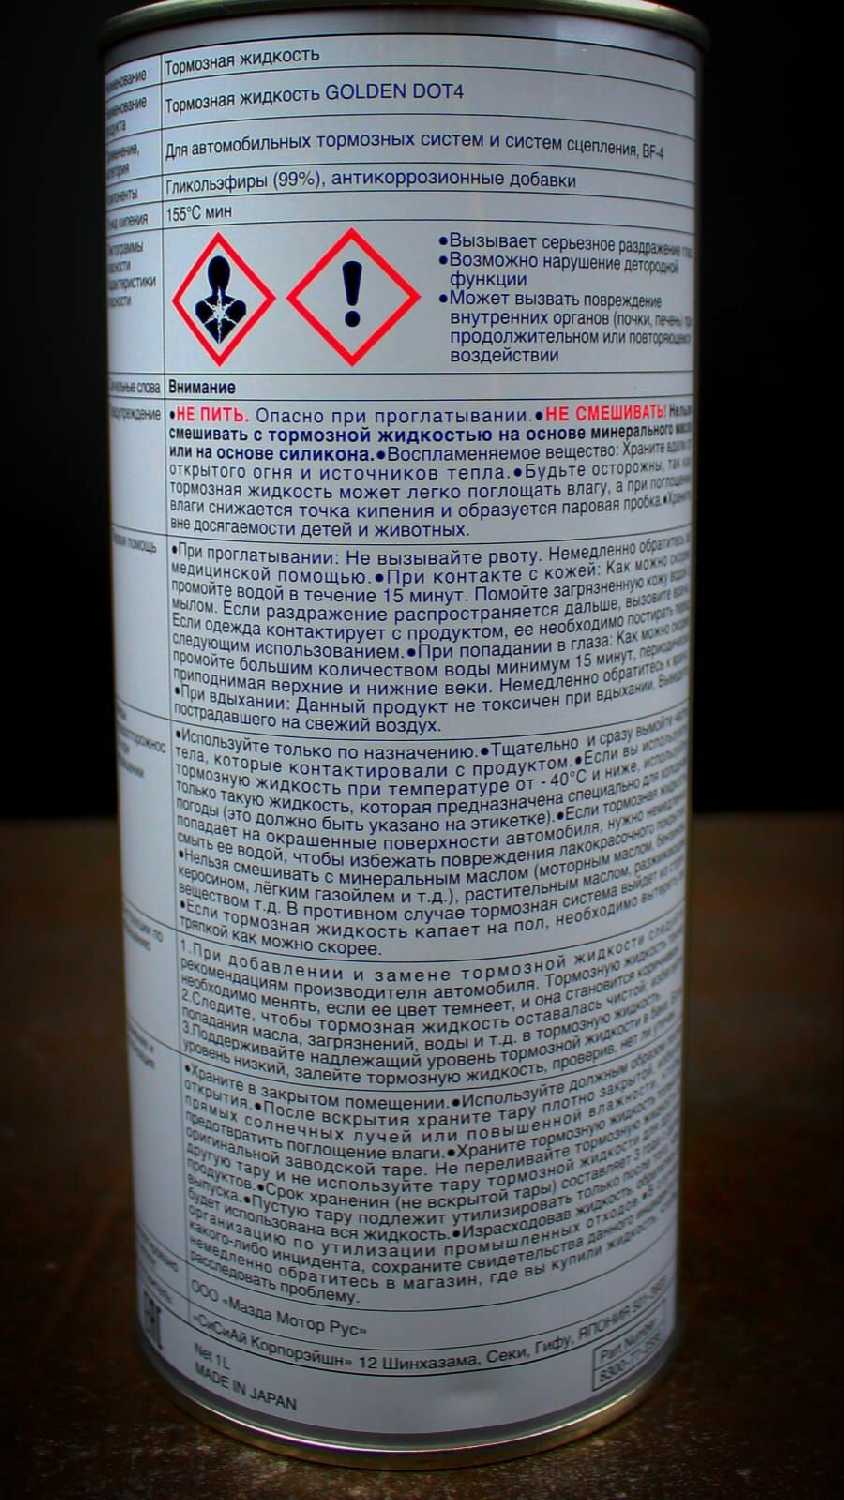 Тормозная жидкость
Тормозная жидкость GOLDEN DOT4
Для автомобильных тормозных систем и систем сцепления, BF-4
Гликольэфиры (99%), антикоррозионные добавки
кипения 155°C мин
●Вызывает серьезное раздражение
●Возможно нарушение детородной
функции
●Может вызвать повреждение
внутренних органов (почки, печень)
продолжительном или
воздействии
слова Внимание
●НЕ ПИТЬ. Опасно при проглатывании.●НЕ СМЕШИВАТЬ!
смешивать с тормозной жидкостью на основе минерального
или на основе силикона.●Воспламеняемое вещество: Храните
открытого огня и источников тепла.●Будьте осторожны, так
тормозная жидкость может легко поглощать влагу, а при
влаги снижается точка кипения и образуется паровая пробка.
вне досягаемости детей и животных.
помощь ●При проглатывании: Не вызывайте рвоту. Немедленно
медицинской помощью.●При контакте с кожей: Как можно
промойте водой в течение 15 минут. Помойте загрязненную кожу
мылом. Если раздражение распространяется дальше, вызовите
Если одежда контактирует с продуктом, ее необходимо постирать
следующим использованием.●При попадании в глаза: Как можно
промойте большим количеством воды минимум 15 минут,
приподнимая верхние и нижние веки. Немедленно обратитесь к
●При вдыхании: Данный продукт не токсичен при вдыхании.
пострадавшего на свежий воздух.
●Используйте только по назначению.●Тщательно и сразу вымойте
тела, которые контактировали с продуктом.●Если вы
тормозную жидкость при температуре от - 40°C и ниже,
только такую жидкость, которая предназначена специально для
погоды (это должно быть указано на этикетке).●Если тормозная
попадает на окрашенные поверхности автомобиля, нужно
смыть ее водой, чтобы избежать повреждения лакокрасочного
●Нельзя смешивать с минеральным маслом (моторным маслом,
керосином, лёгким газойлем и т.д.), растительным маслом,
веществом т.д. В противном случае тормозная система выйдет из
●Если тормозная жидкость капает на пол, необходимо
тряпкой как можно скорее.
1.При добавлении и замене тормозной жидкости
рекомендациям производителя автомобиля. Тормозную жидкость
необходимо менять, если ее цвет темнеет, и она становится
2.Следите, чтобы тормозная жидкость оставалась чистой,
попадания масла, загрязнений, воды и т.д. в тормозную жидкость.
3.Поддерживайте надлежащий уровень тормозной жидкости в
уровень низкий, залейте тормозную жидкость, проверив, нет ли
●Храните в закрытом помещении.●Используйте должным образом
открытия.●После вскрытия храните тару плотно закрытой,
прямых солнечных лучей или повышенной влажности,
предотвратить поглощение влаги.●Храните тормозную жидкость
оригинальной заводской таре. Не переливайте тормозную
другую тару и не используйте тару тормозной жидкости для
продуктов.●Срок хранения (не вскрытой тары) составляет 3
выпуска.●Пустую тару подлежит утилизировать только после
будет использована вся жидкость.●Израсходовав жидкость,
организацию по утилизации промышленных отходов.
какого-либо инцидента, сохраните свидетельства данного
немедленно обратитесь в магазин, где вы купили жидкость,
расследовать проблему.
ООО «Мазда Мотор Рус»
«СиСиАй Корпорэйшн» 12 Шинхазама, Секи, Гифу, ЯПОНИЯ
EAC
Net 1L
Part Number
MADE IN JAPAN